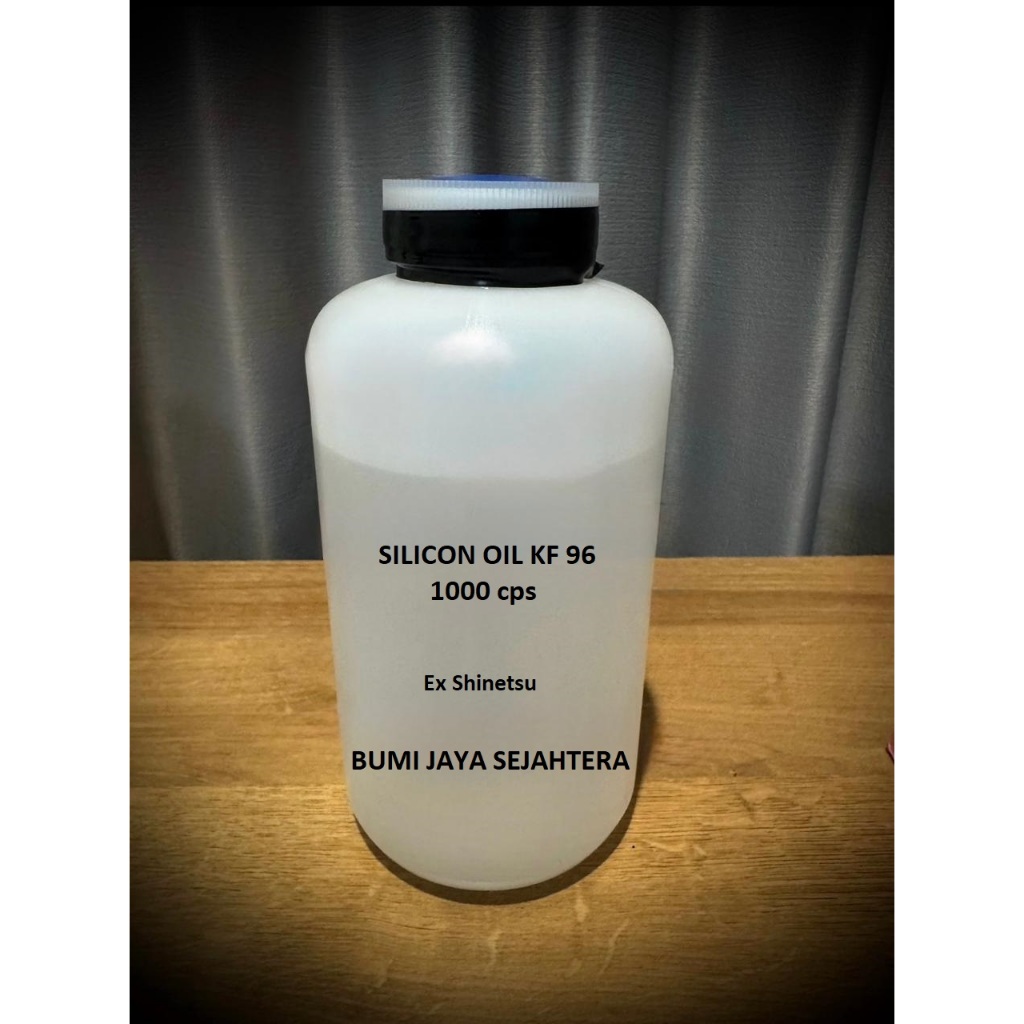 SILICON OIL KF 96
1000 cps
Ex Shinetsu
BUMI JAYA SEJAHTERA